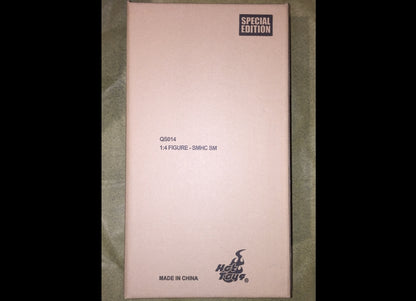 SPECIAL
EDITION
QS014
1:4 FIGURE - SMHC SM
Hot
Toys®
MADE IN CHINA